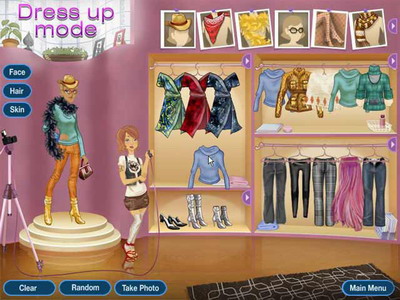 Dress up
mode
Face
Hair
Skin
Clear
Random
Take Photo
Main Menu